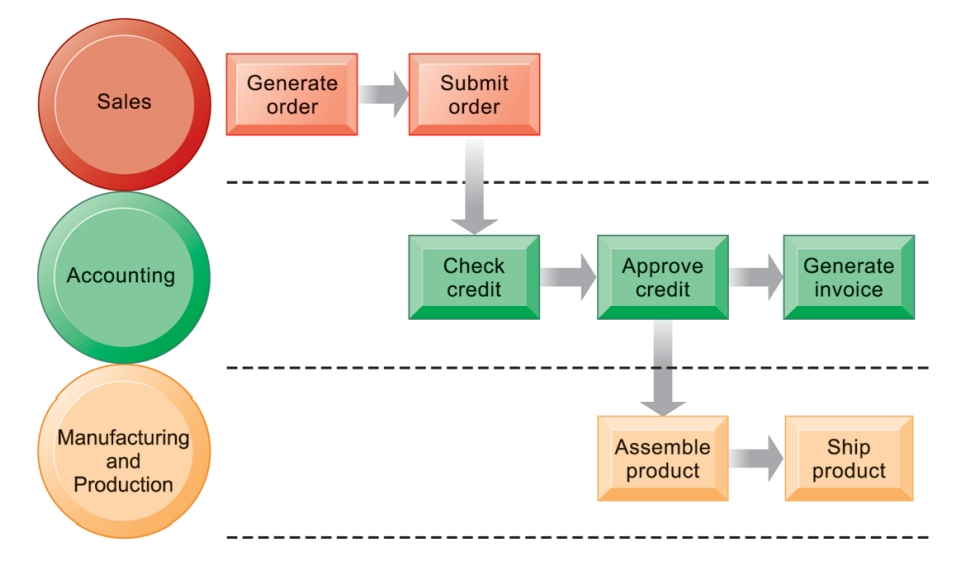 Sales
Generate
order
Submit
order
Accounting
Check
credit
Approve
credit
Generate
invoice
Manufacturing
and
Production
Assemble
product
Ship
product